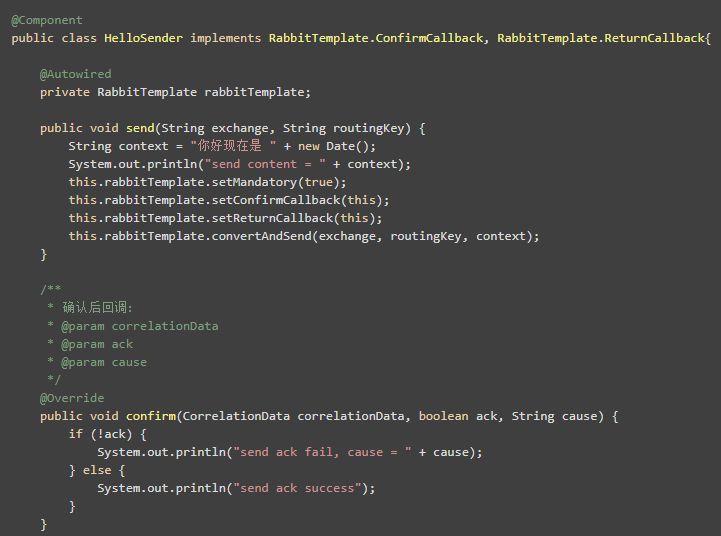 @Component
public class HelloSender implements RabbitTemplate.ConfirmCallback, RabbitTemplate.ReturnCallback{
@Autowired
private RabbitTemplate rabbitTemplate;
public void send(String exchange, String routingKey) {
String context = "你好现在是 " + new Date();
System.out.println("send content = " + context);
this.rabbitTemplate.setMandatory(true);
this.rabbitTemplate.setConfirmCallback(this);
this.rabbitTemplate.setReturnCallback(this);
this.rabbitTemplate.convertAndSend(exchange, routingKey, context);
}
/**
* 确认后回调:
* @param correlationData
* @param ack
* @param cause
*/
@Override
public void confirm(CorrelationData correlationData, boolean ack, String cause) {
if (!ack) {
System.out.println("send ack fail, cause = " + cause);
} else {
System.out.println("send ack success");
}
}